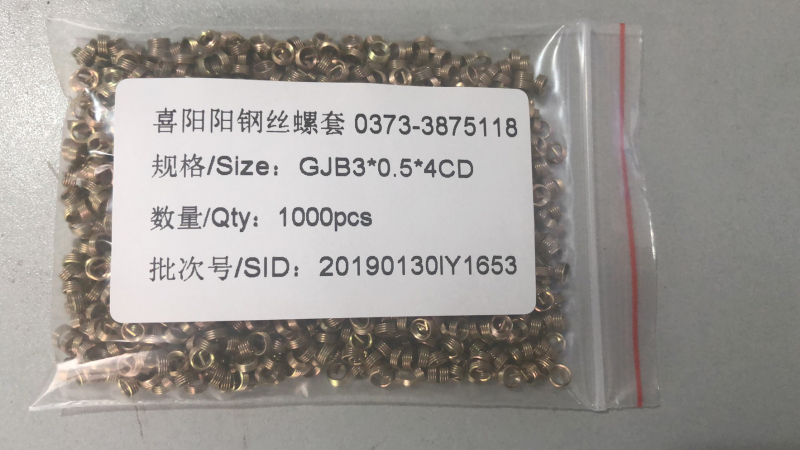 喜阳阳钢丝螺套 0373-3875118
规格/Size：GJB3*0.5*4CD
数量/Qty：1000pcs
批次号/SID：20190130IY1653